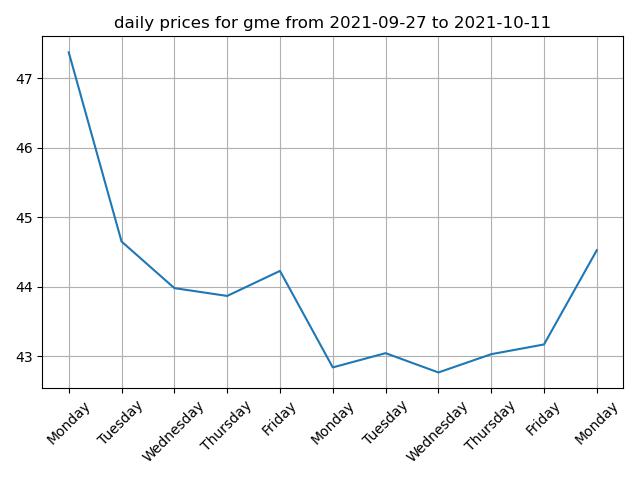 daily prices for gme from 2021-09-27 to 2021-10-11
47
46
45
44
43
Monday
Tuesday
Wednesday
Thursday
Friday
Monday
Tuesday
Wednesday
Thursday
Friday
Monday